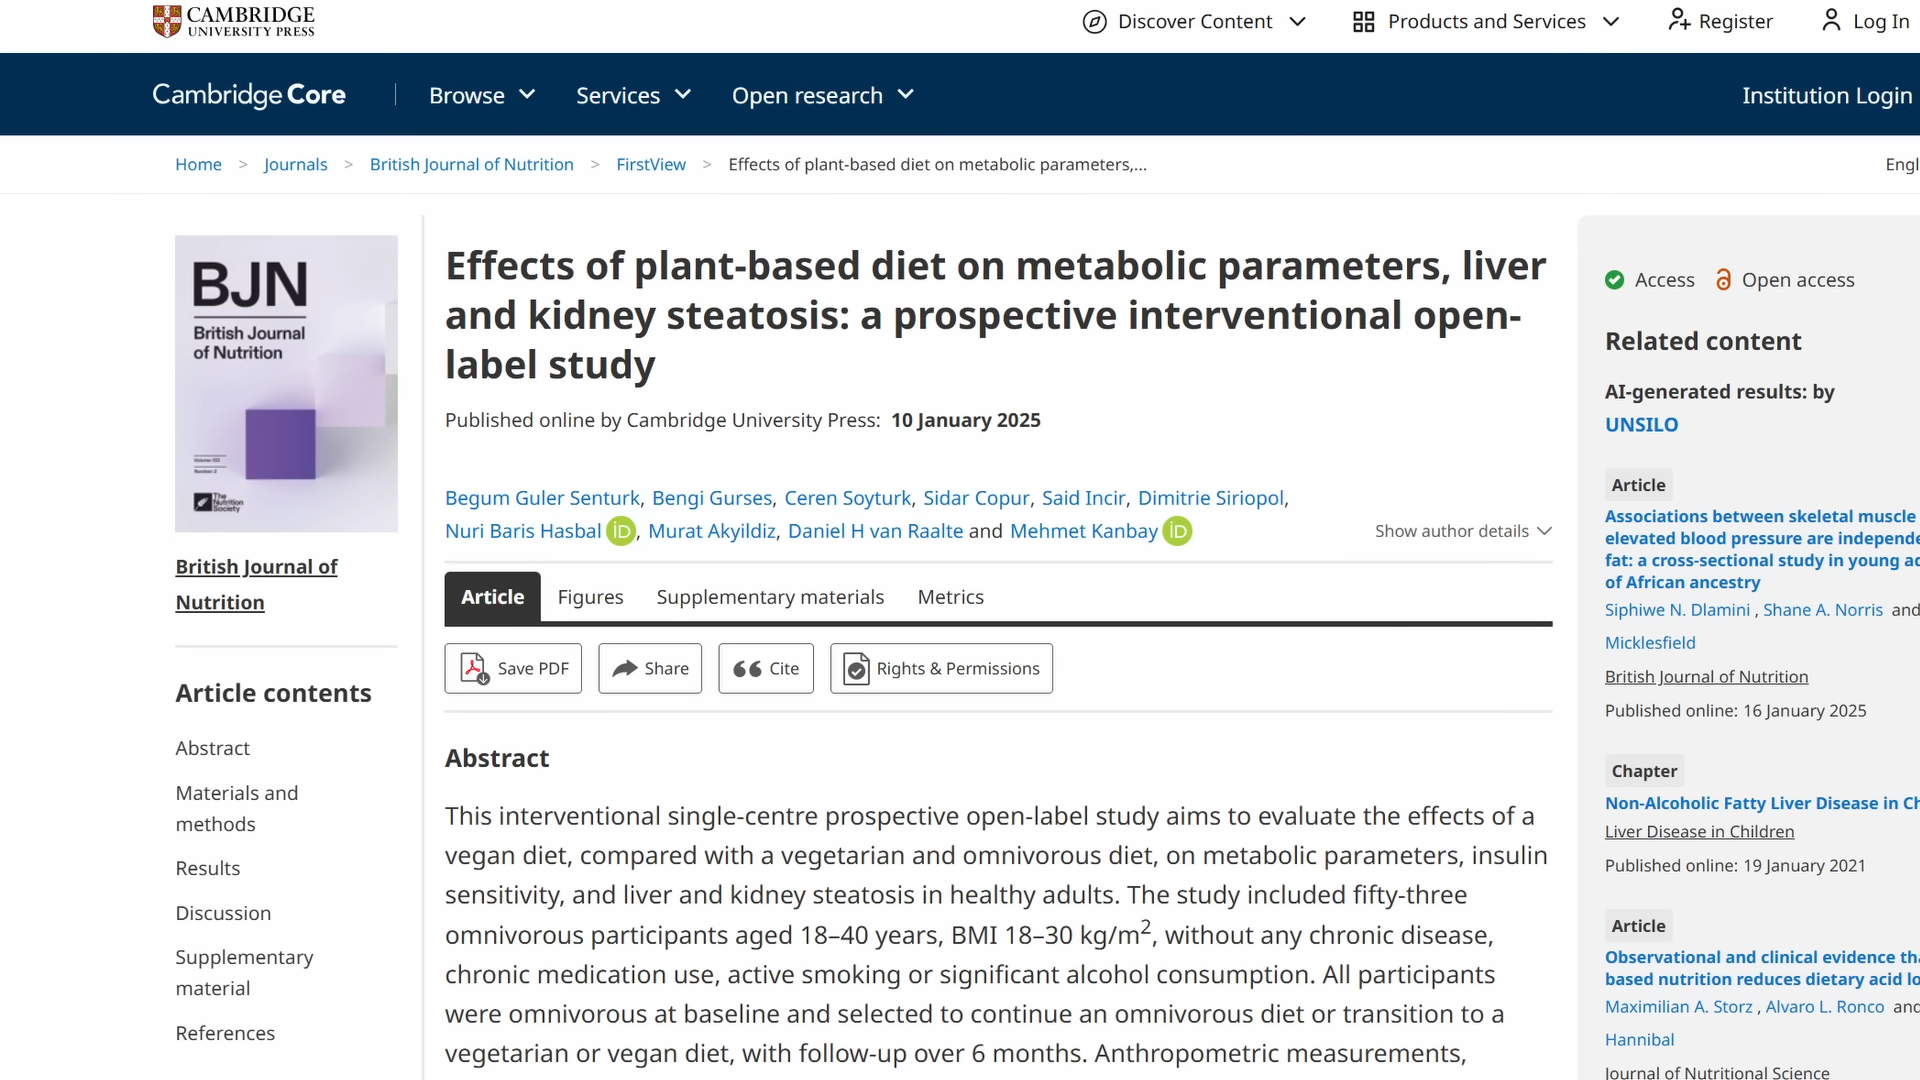 CAMBRIDGE
UNIVERSITY PRESS
Discover Content
Products and Services
Register
Log In
Cambridge Core
Browse
Services
Open research
Institution Login
Home > Journals > British Journal of Nutrition > FirstView > Effects of plant-based diet on metabolic parameters,...
Engl
BJN
British Journal
of Nutrition
The
Nutrition
Society
British Journal of
Nutrition
Article contents
Abstract
Materials and
methods
Results
Discussion
Supplementary
material
References
Effects of plant-based diet on metabolic parameters, liver
and kidney steatosis: a prospective interventional open-
label study
Published online by Cambridge University Press: 10 January 2025
Begum Guler Senturk, Bengi Gurses, Ceren Soyturk, Sidar Copur, Said Incir, Dimitrie Siriopol,
Nuri Baris Hasbal iD, Murat Akyildiz, Daniel H van Raalte and Mehmet Kanbay iD
Show author details
Article
Figures
Supplementary materials
Metrics
Save PDF
Share
Cite
Rights & Permissions
Abstract
This interventional single-centre prospective open-label study aims to evaluate the effects of a
vegan diet, compared with a vegetarian and omnivorous diet, on metabolic parameters, insulin
sensitivity, and liver and kidney steatosis in healthy adults. The study included fifty-three
omnivorous participants aged 18–40 years, BMI 18–30 kg/m², without any chronic disease,
chronic medication use, active smoking or significant alcohol consumption. All participants
were omnivorous at baseline and selected to continue an omnivorous diet or transition to a
vegetarian or vegan diet, with follow-up over 6 months. Anthropometric measurements,
Access
Open access
Related content
AI-generated results: by
UNSILO
Article
Associations between skeletal muscle
elevated blood pressure are independe
fat: a cross-sectional study in young ad
of African ancestry
Siphiwe N. Dlamini , Shane A. Norris and
Micklesfield
British Journal of Nutrition
Published online: 16 January 2025
Chapter
Non-Alcoholic Fatty Liver Disease in Ch
Liver Disease in Children
Published online: 19 January 2021
Article
Observational and clinical evidence tha
based nutrition reduces dietary acid lo
Maximilian A. Storz , Alvaro L. Ronco and
Hannibal
Journal of Nutritional Science